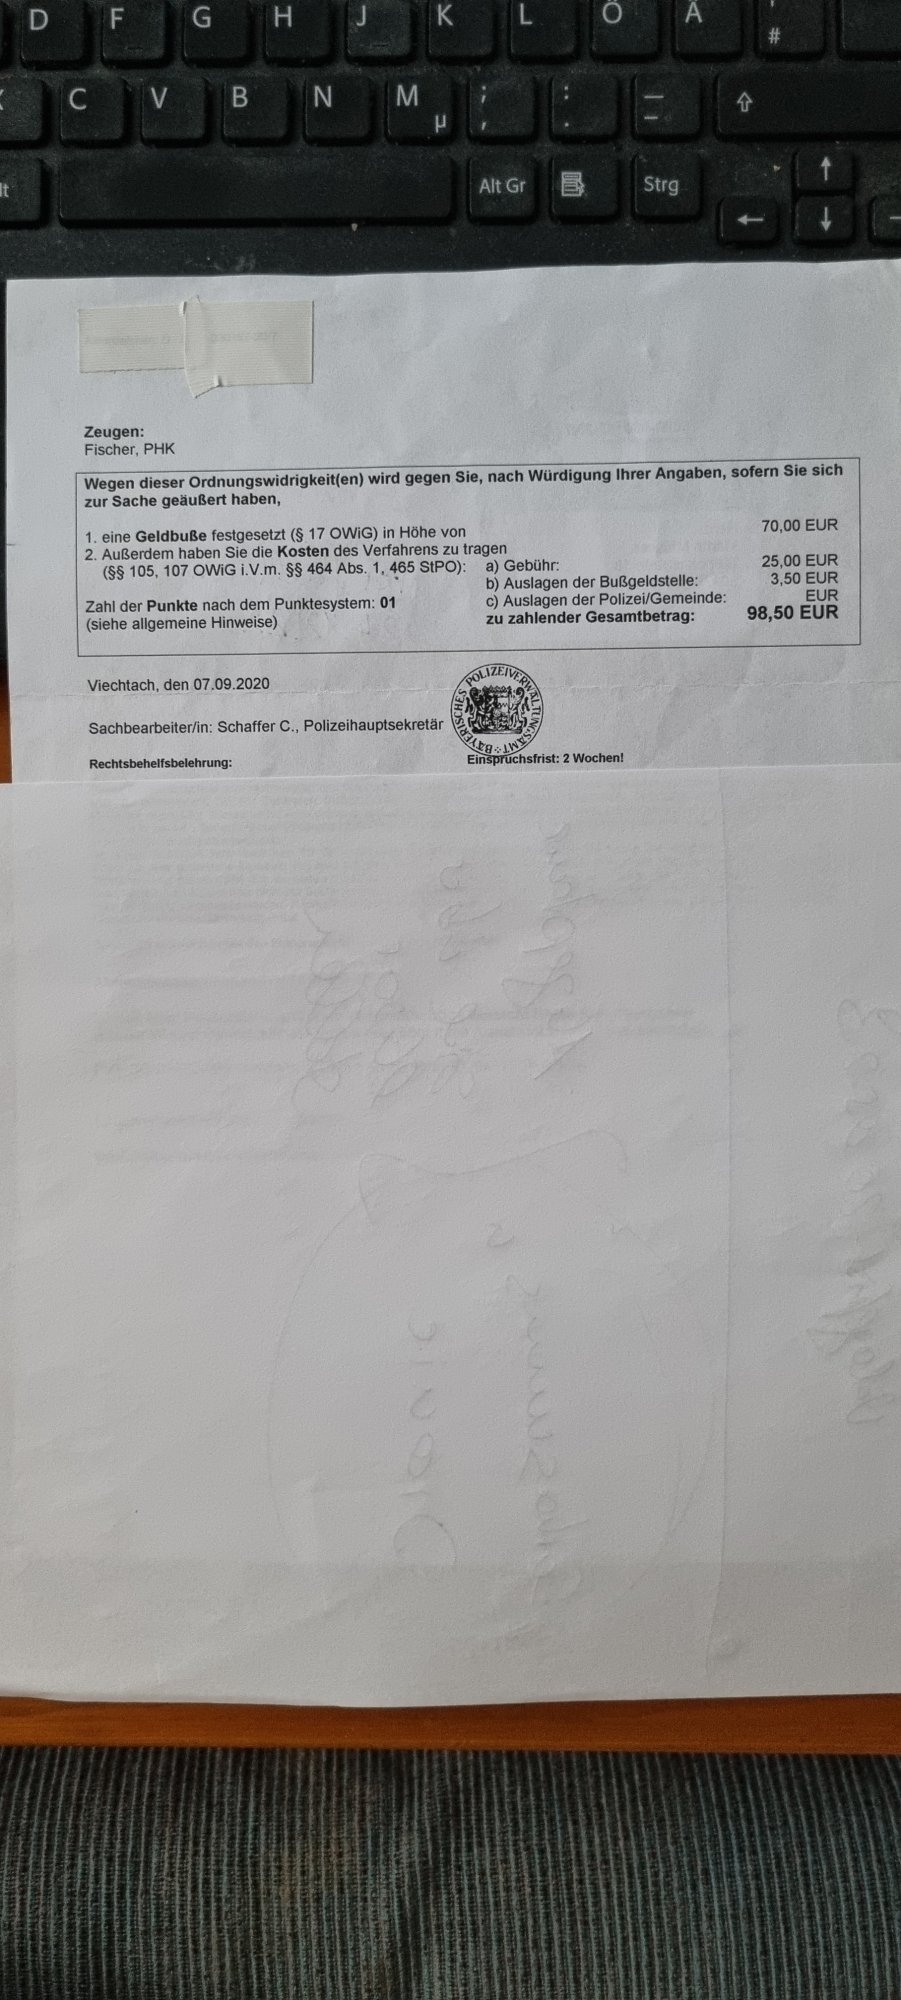 D F G H J K L Ö Ä '
#
C V B N M ; : _
µ , . -
Alt Gr Strg
Zeugen:
Fischer, PHK
Wegen dieser Ordnungswidrigkeit(en) wird gegen Sie, nach Würdigung Ihrer Angaben, sofern Sie sich
zur Sache geäußert haben,
1. eine Geldbuße festgesetzt (§ 17 OWiG) in Höhe von 70,00 EUR
2. Außerdem haben Sie die Kosten des Verfahrens zu tragen
(§§ 105, 107 OWiG i.V.m. §§ 464 Abs. 1, 465 StPO): a) Gebühr: 25,00 EUR
b) Auslagen der Bußgeldstelle: 3,50 EUR
Zahl der Punkte nach dem Punktesystem: 01 c) Auslagen der Polizei/Gemeinde: EUR
(siehe allgemeine Hinweise) zu zahlender Gesamtbetrag: 98,50 EUR
Viechtach, den 07.09.2020
BAYERISCHES POLIZEIVERWALTUNGSAMT
Sachbearbeiter/in: Schaffer C., Polizeihauptsekretär
Rechtsbehelfsbelehrung: Einspruchsfrist: 2 Wochen!